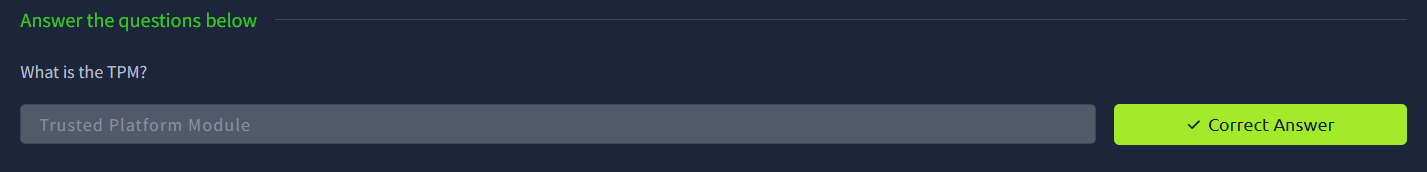 Answer the questions below
What is the TPM?
Trusted Platform Module
✓ Correct Answer